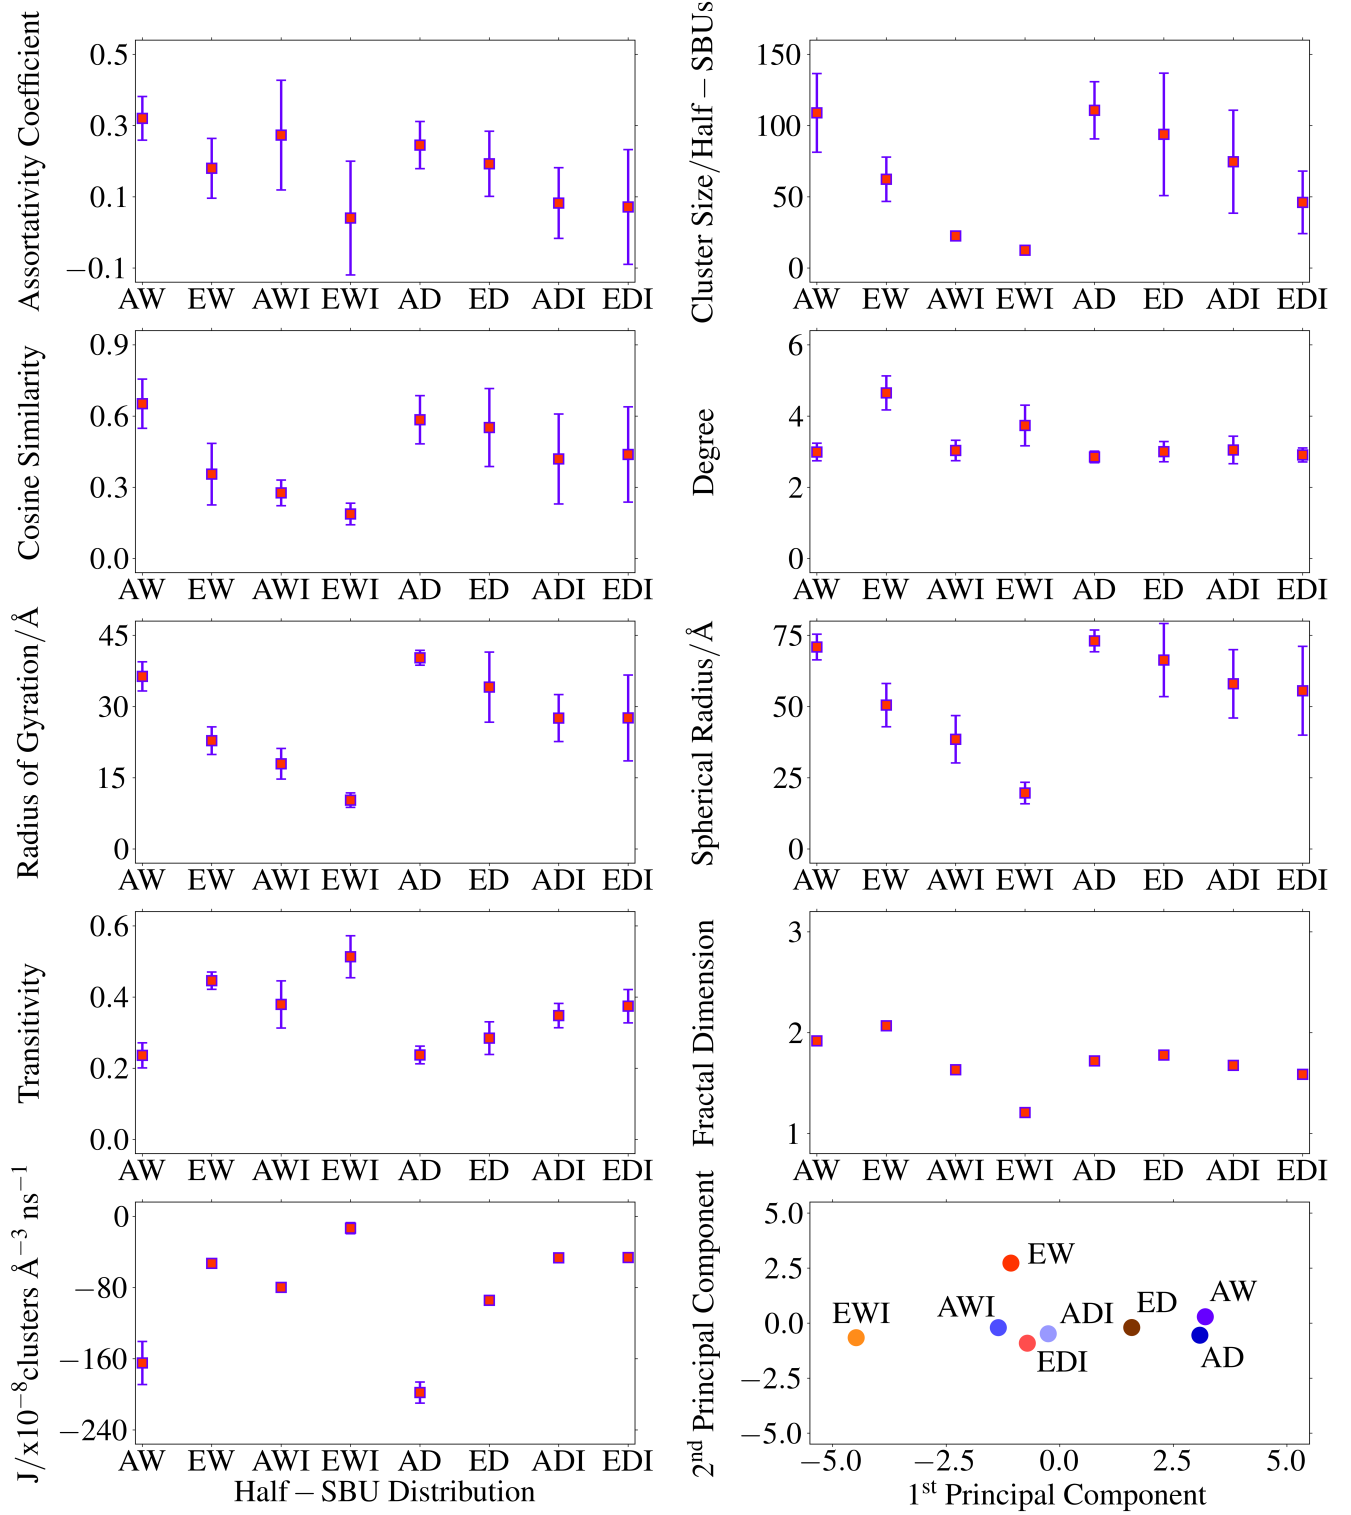 Assortativity Coefficient
0.5
0.3
0.1
−0.1
AW EW AWI EWI AD ED ADI EDI
Cluster Size/Half − SBUs
150
100
50
0
AW EW AWI EWI AD ED ADI EDI
Cosine Similarity
0.9
0.6
0.3
0.0
AW EW AWI EWI AD ED ADI EDI
Degree
6
4
2
0
AW EW AWI EWI AD ED ADI EDI
Radius of Gyration/Å
45
30
15
0
AW EW AWI EWI AD ED ADI EDI
Spherical Radius/Å
75
50
25
0
AW EW AWI EWI AD ED ADI EDI
Transitivity
0.6
0.4
0.2
0.0
AW EW AWI EWI AD ED ADI EDI
Fractal Dimension
3
2
1
AW EW AWI EWI AD ED ADI EDI
J/x10⁻⁸clusters Å⁻³ ns⁻¹
0
−80
−160
−240
AW EW AWI EWI AD ED ADI EDI
Half − SBU Distribution
2ⁿᵈ Principal Component
5.0
2.5
0.0
−2.5
−5.0
EW
EWI
AWI
ADI
EDI
ED
AW
AD
−5.0 −2.5 0.0 2.5 5.0
1ˢᵗ Principal Component